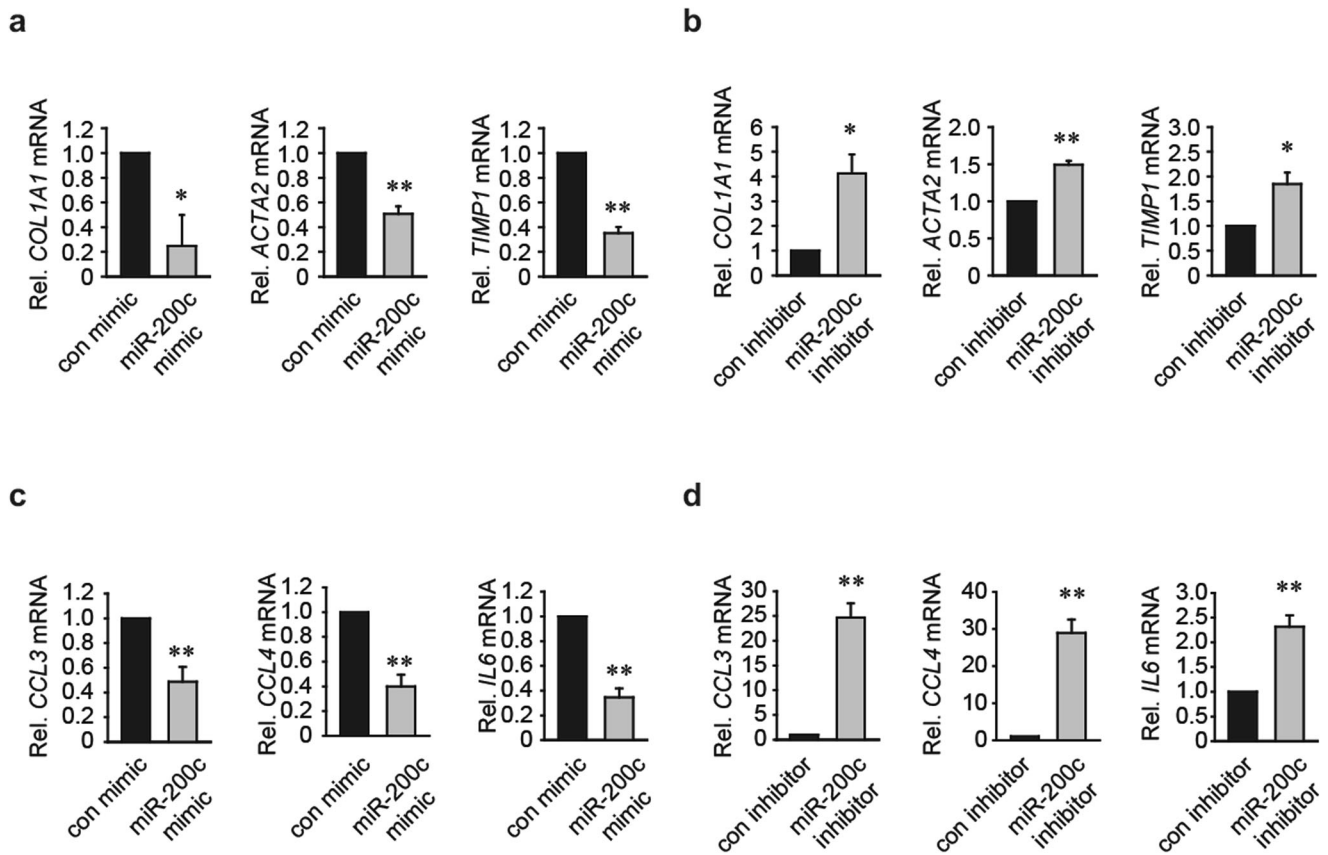 a
Rel. COL1A1 mRNA
1.2
1.0
0.8
0.6
0.4
0.2
0
*
con mimic
miR-200c
mimic
Rel. ACTA2 mRNA
1.2
1.0
0.8
0.6
0.4
0.2
0
**
con mimic
miR-200c
mimic
Rel. TIMP1 mRNA
1.2
1.0
0.8
0.6
0.4
0.2
0
**
con mimic
miR-200c
mimic
b
Rel. COL1A1 mRNA
6
5
4
3
2
1
0
*
con inhibitor
miR-200c
inhibitor
Rel. ACTA2 mRNA
2.0
1.5
1.0
0.5
0
**
con inhibitor
miR-200c
inhibitor
Rel. TIMP1 mRNA
3.0
2.5
2.0
1.5
1.0
0.5
0
*
con inhibitor
miR-200c
inhibitor
c
Rel. CCL3 mRNA
1.2
1.0
0.8
0.6
0.4
0.2
0
**
con mimic
miR-200c
mimic
Rel. CCL4 mRNA
1.2
1.0
0.8
0.6
0.4
0.2
0
**
con mimic
miR-200c
mimic
Rel. IL6 mRNA
1.2
1.0
0.8
0.6
0.4
0.2
0
**
con mimic
miR-200c
mimic
d
Rel. CCL3 mRNA
30
25
20
15
10
5
0
**
con inhibitor
miR-200c
inhibitor
Rel. CCL4 mRNA
40
30
20
10
0
**
con inhibitor
miR-200c
inhibitor
Rel. IL6 mRNA
3.0
2.5
2.0
1.5
1.0
0.5
0
**
con inhibitor
miR-200c
inhibitor